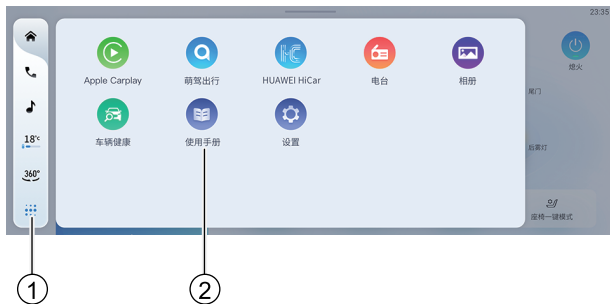 23:35
Apple Carplay
萌驾出行
HUAWEI HiCar
电台
相册
熄火
尾门
车辆健康
使用手册
设置
18°c
后雾灯
360°
座椅一键模式
1
2